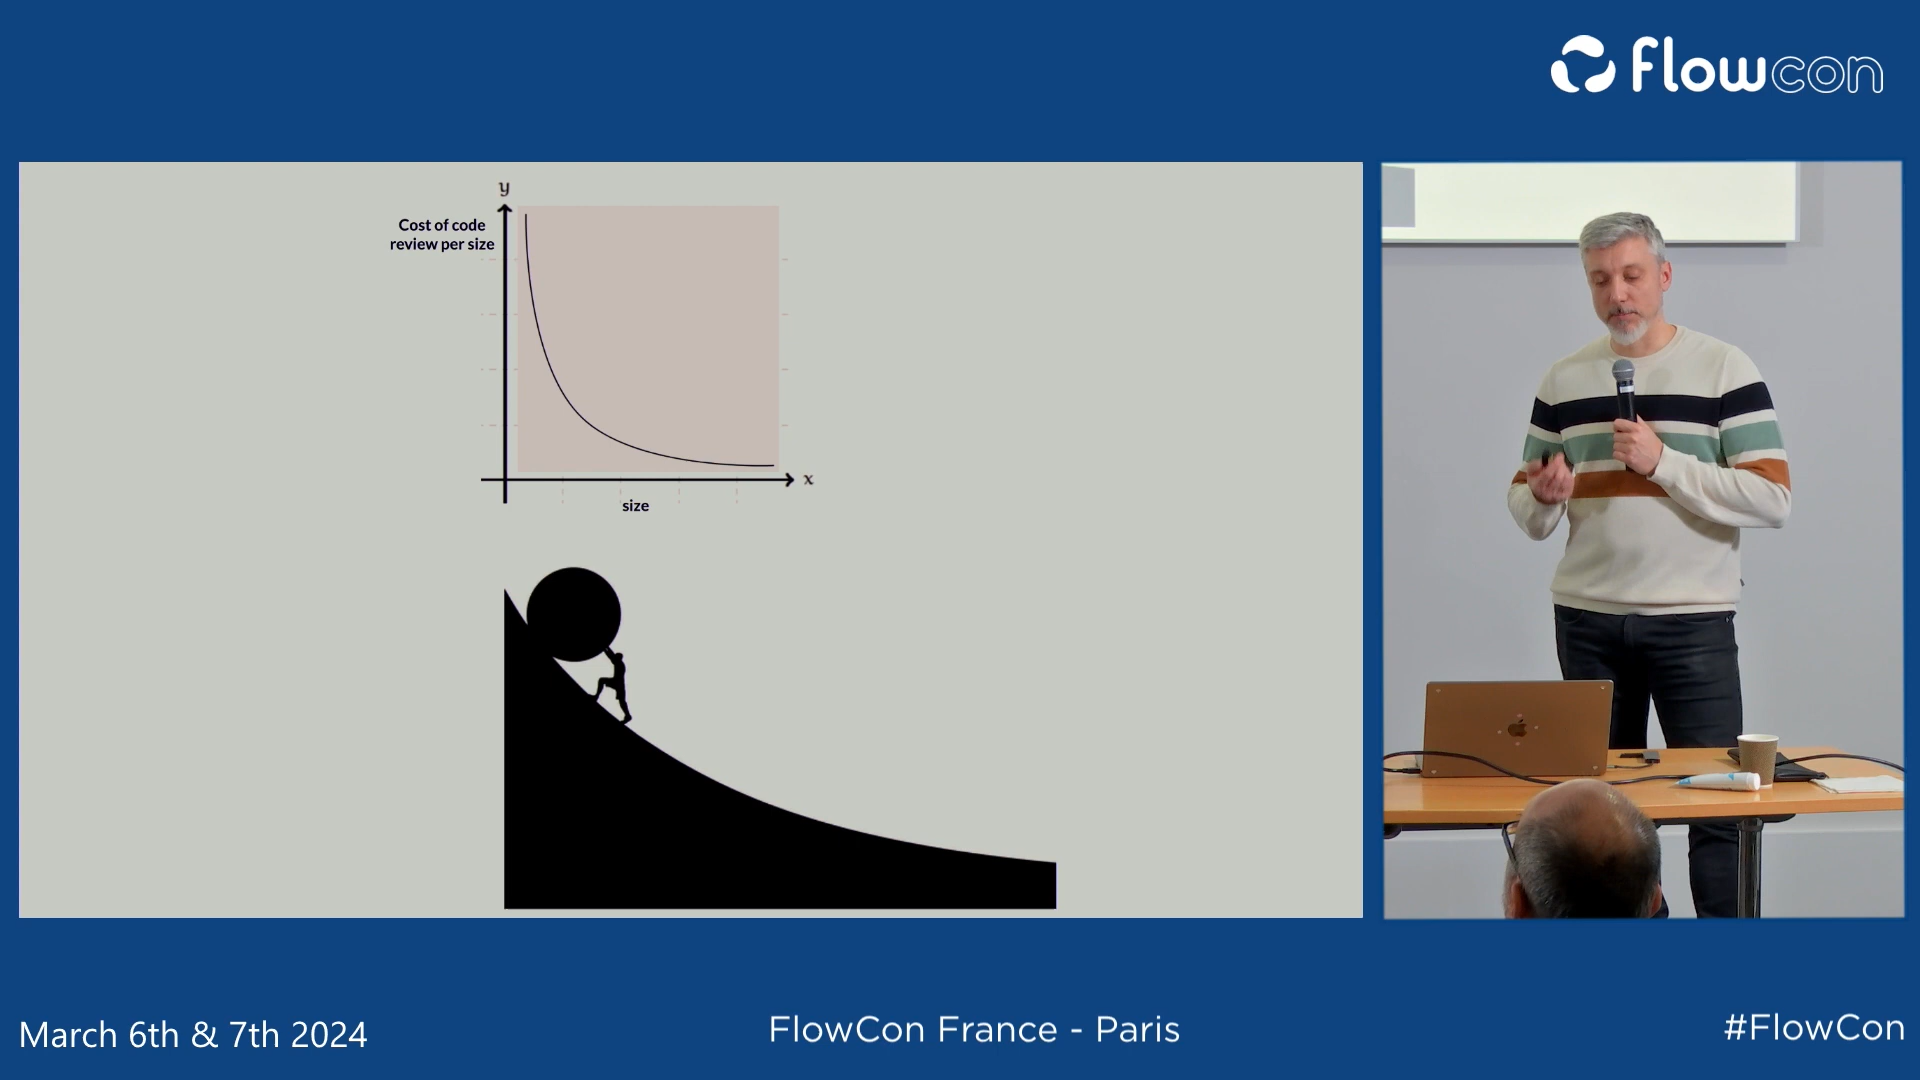 flowcon
y
Cost of code
review per size
x
size
March 6th & 7th 2024
FlowCon France - Paris
#FlowCon